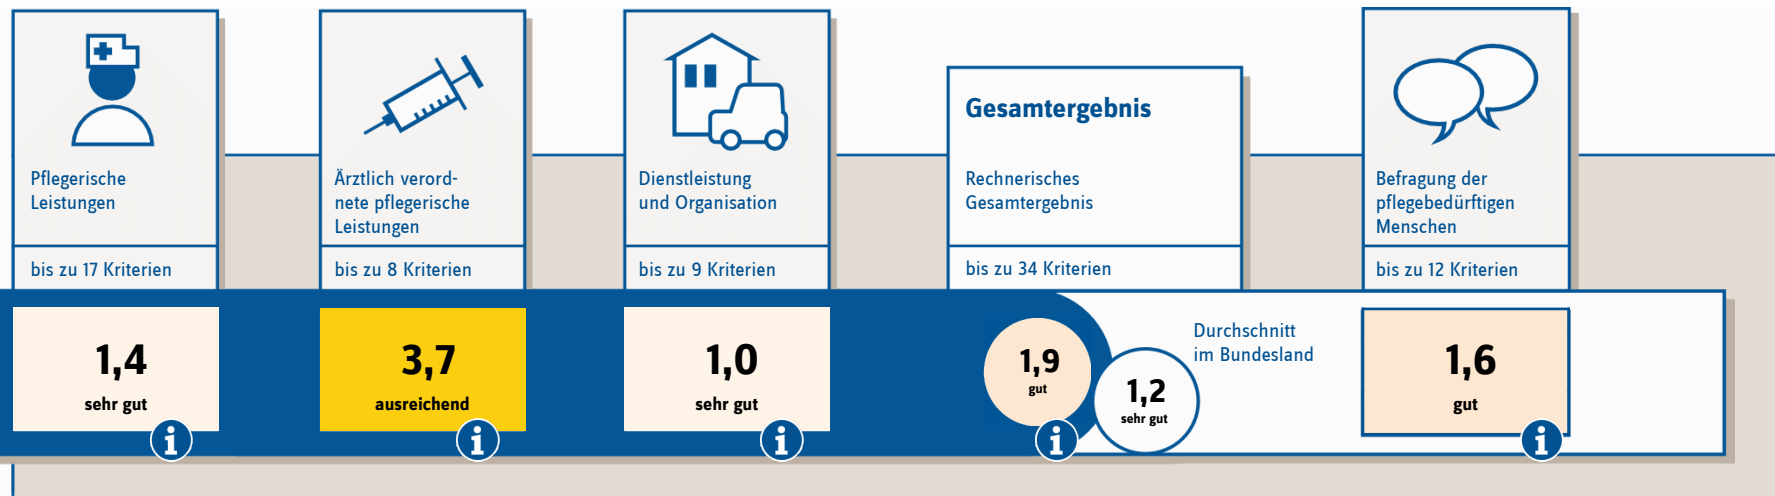 Pflegerische
Leistungen
bis zu 17 Kriterien
1,4
sehr gut
i
Ärztlich verord-
nete pflegerische
Leistungen
bis zu 8 Kriterien
3,7
ausreichend
i
Dienstleistung
und Organisation
bis zu 9 Kriterien
1,0
sehr gut
i
Gesamtergebnis
Rechnerisches
Gesamtergebnis
bis zu 34 Kriterien
1,9
gut
i
Durchschnitt
im Bundesland
1,2
sehr gut
Befragung der
pflegebedürftigen
Menschen
bis zu 12 Kriterien
1,6
gut
i